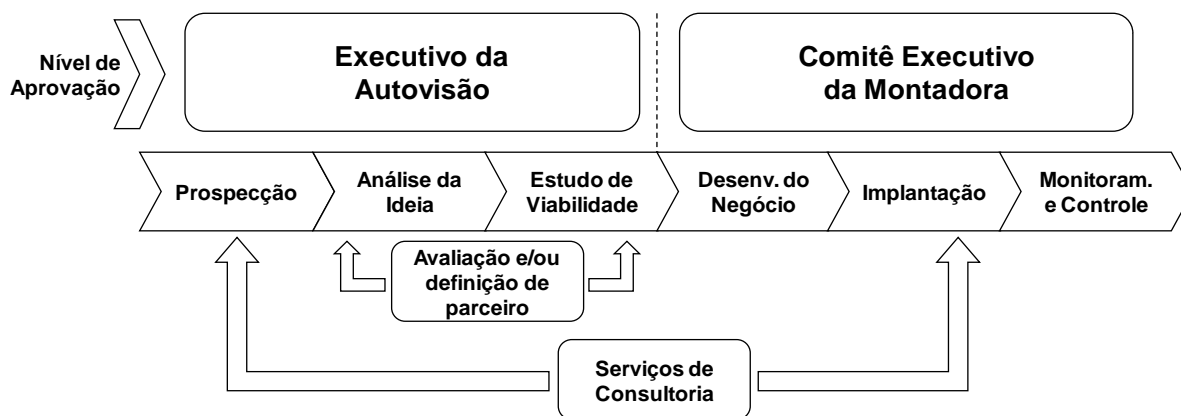 Nível de
Aprovação
Executivo da
Autovisão
Comitê Executivo
da Montadora
Prospecção
Análise da
Ideia
Estudo de
Viabilidade
Desenv. do
Negócio
Implantação
Monitoram.
e Controle
Avaliação e/ou
definição de
parceiro
Serviços de
Consultoria